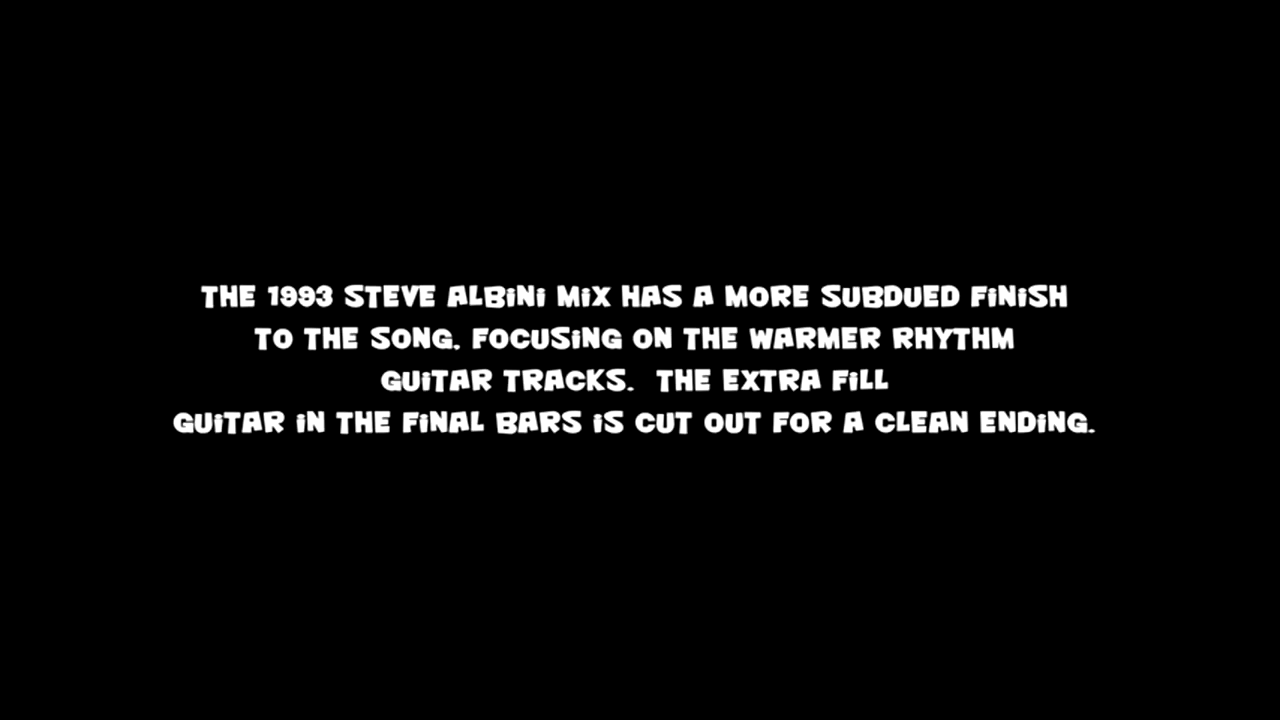 THE 1993 STEVE ALBiNi MiX HAS A MORE SUBDUED FiNiSH
TO THE SONG, FOCUSiNG ON THE WARMER RHYTHM
GUiTAR TRACKS.  THE EXTRA FiLL
GUiTAR iN THE FiNAL BARS iS CUT OUT FOR A CLEAN ENDiNG.